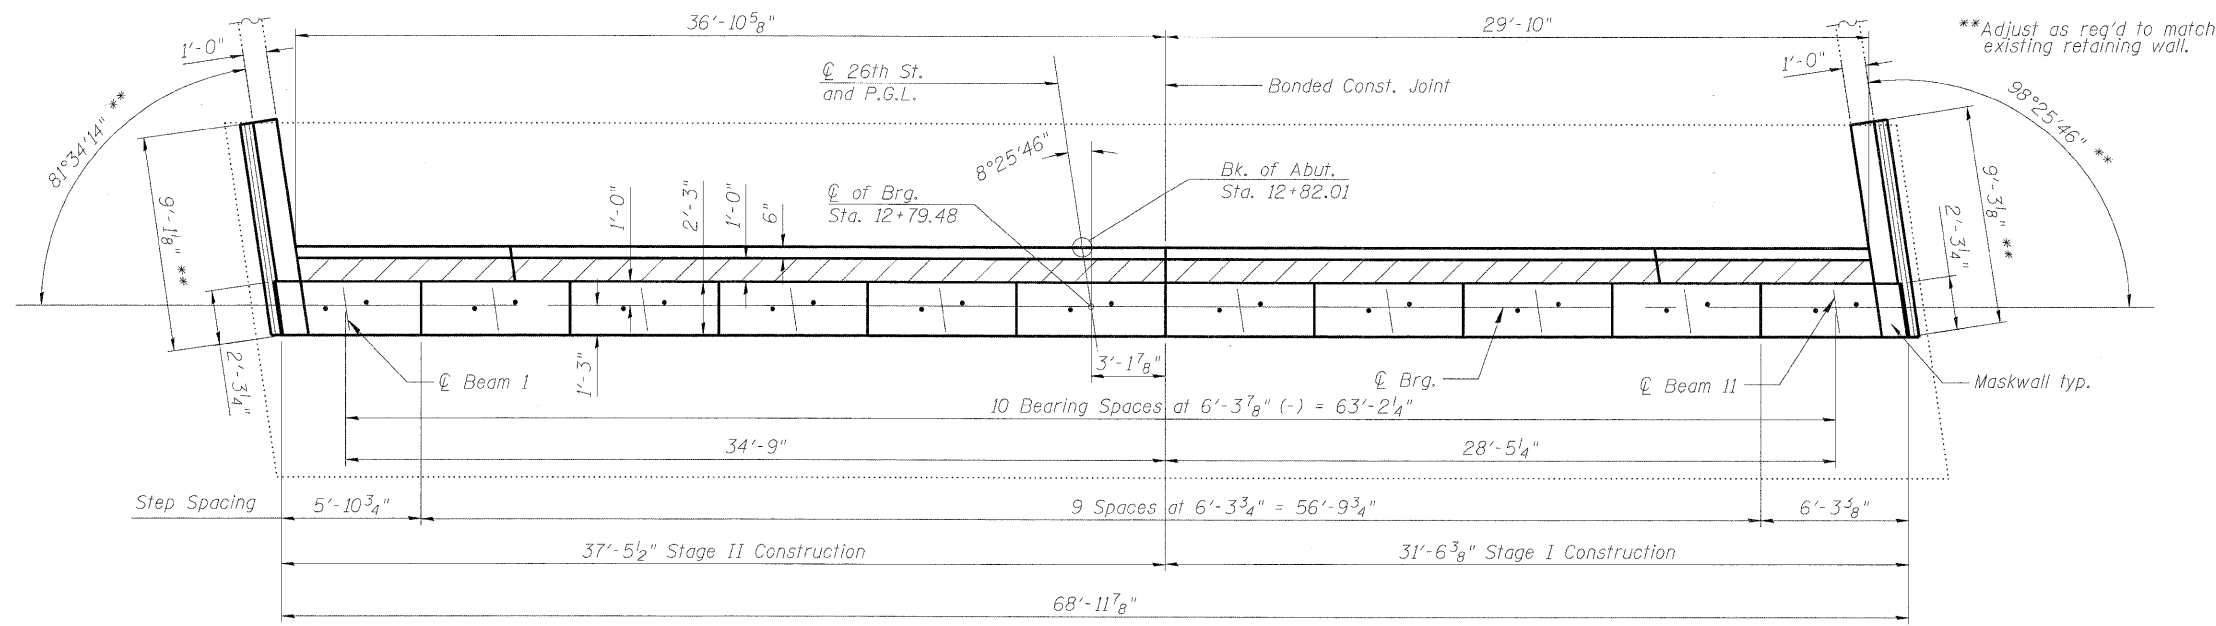 36'-10⅝"
29'-10"
**Adjust as req'd to match
existing retaining wall.
1'-0"
1'-0"
℄ 26th St.
and P.G.L.
Bonded Const. Joint
81°34'14" **
98°25'46" **
8°25'46"
9'-1⅛" **
9'-3⅛" **
Bk. of Abut.
Sta. 12+82.01
℄ of Brg.
Sta. 12+79.48
1'-0"
2'-3"
1'-0"
6"
2'-3¼"
2'-3¼"
1'-3"
3'-1⅞"
℄ Beam 1
℄ Brg.
℄ Beam 11
Maskwall typ.
10 Bearing Spaces at 6'-3⅞" (-) = 63'-2¼"
34'-9"
28'-5¼"
Step Spacing
5'-10¾"
9 Spaces at 6'-3¾" = 56'-9¾"
6'-3⅝"
37'-5½" Stage II Construction
31'-6⅜" Stage I Construction
68'-11⅞"